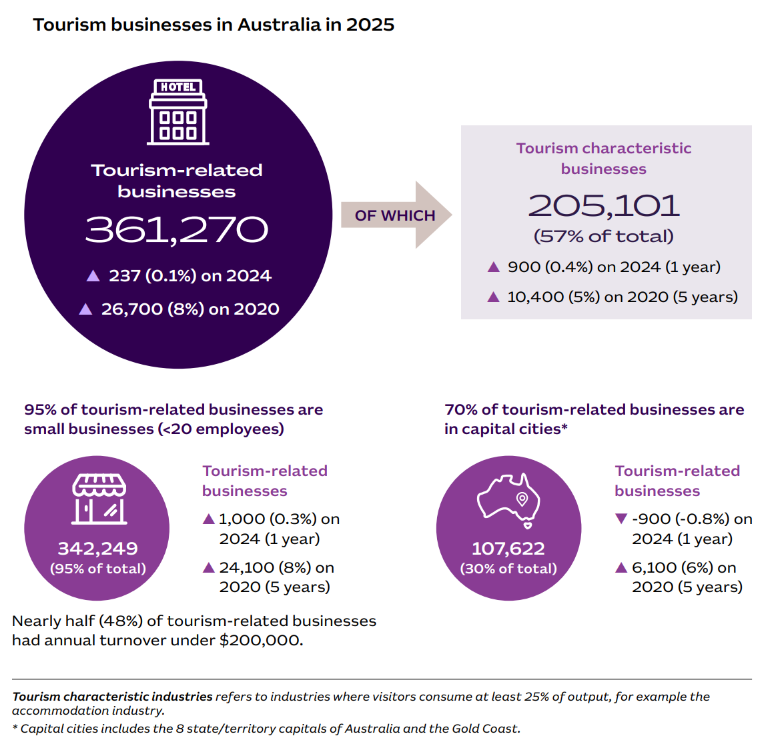 Tourism businesses in Australia in 2025
HOTEL
Tourism-related
businesses
361,270
▲ 237 (0.1%) on 2024
▲ 26,700 (8%) on 2020
OF WHICH
Tourism characteristic
businesses
205,101
(57% of total)
▲ 900 (0.4%) on 2024 (1 year)
▲ 10,400 (5%) on 2020 (5 years)
95% of tourism-related businesses are
small businesses (<20 employees)
342,249
(95% of total)
Tourism-related
businesses
▲ 1,000 (0.3%) on
2024 (1 year)
▲ 24,100 (8%) on
2020 (5 years)
Nearly half (48%) of tourism-related businesses
had annual turnover under $200,000.
70% of tourism-related businesses are
in capital cities*
107,622
(30% of total)
Tourism-related
businesses
▼ -900 (-0.8%) on
2024 (1 year)
▲ 6,100 (6%) on
2020 (5 years)
Tourism characteristic industries refers to industries where visitors consume at least 25% of output, for example the
accommodation industry.
* Capital cities includes the 8 state/territory capitals of Australia and the Gold Coast.